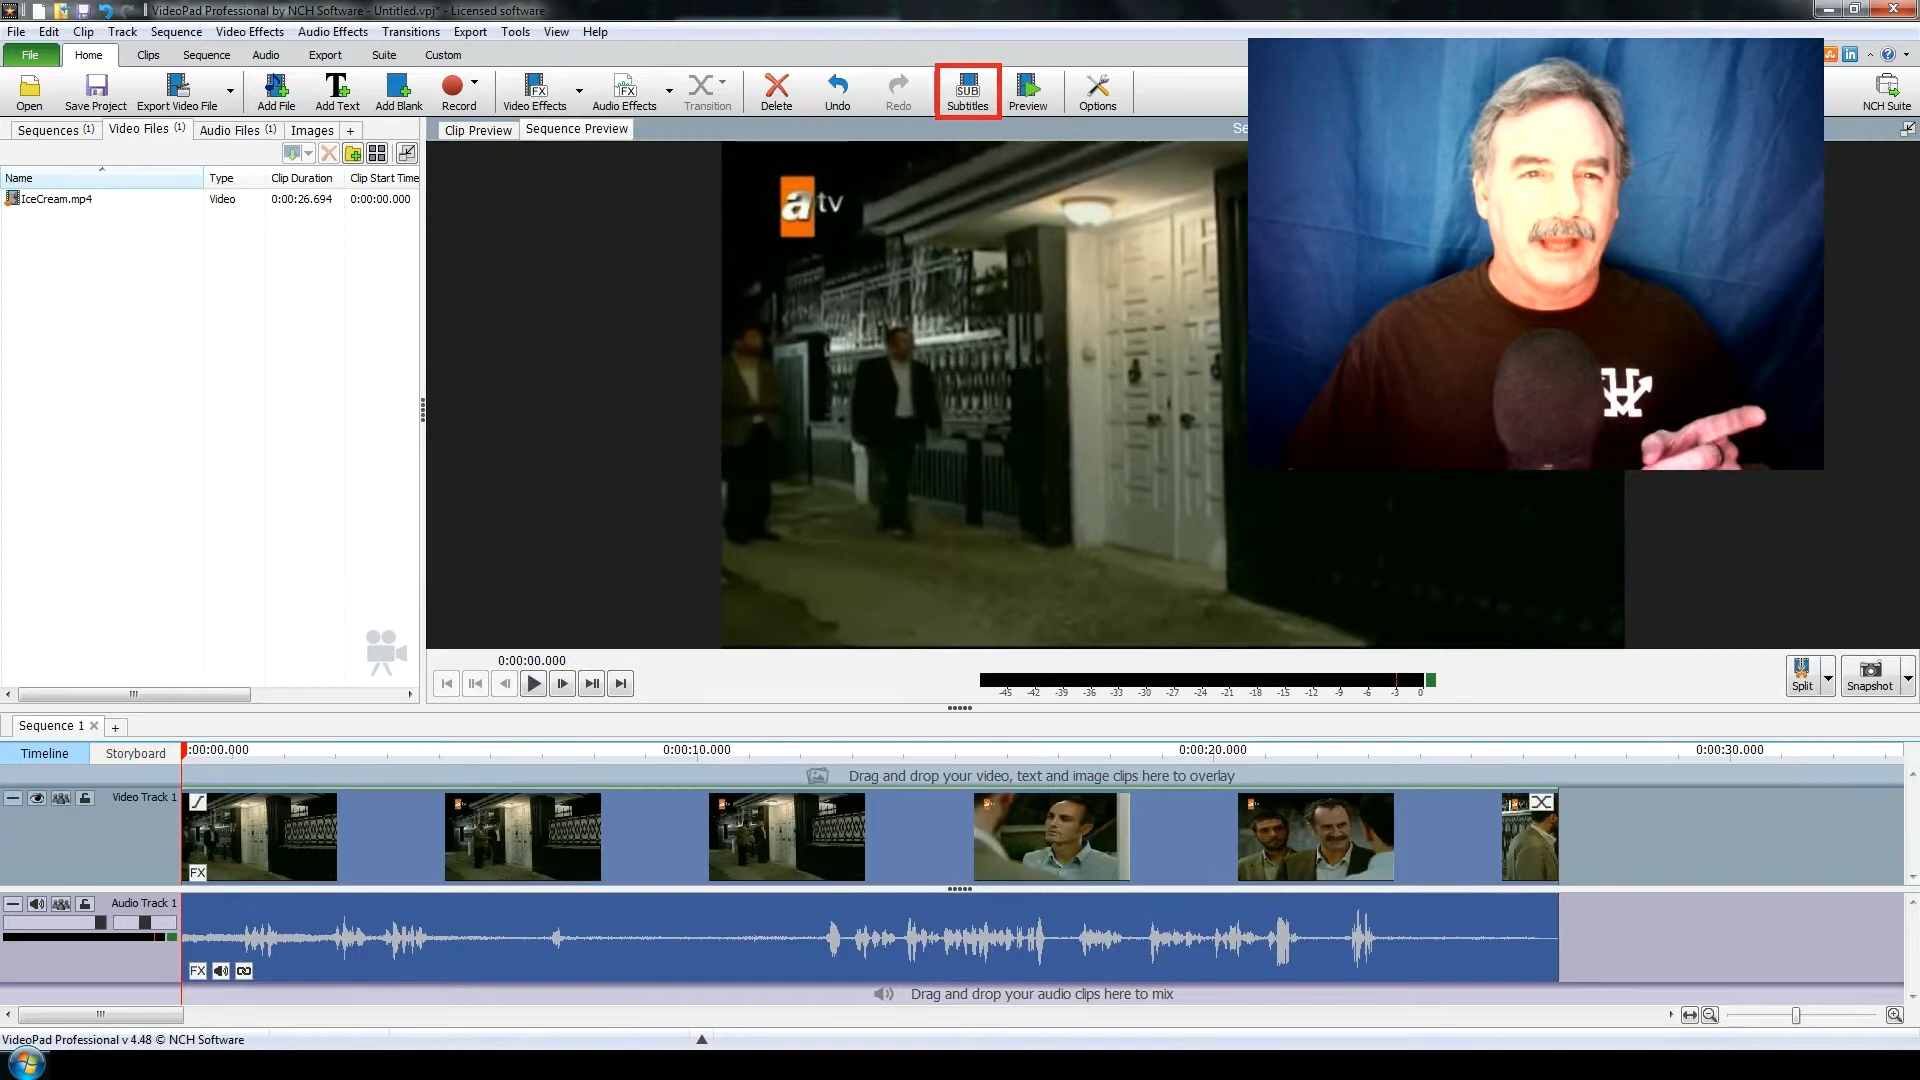 VideoPad Professional by NCH Software - Untitled.vpj* - Licensed software
File Edit Clip Track Sequence Video Effects Audio Effects Transitions Export Tools View Help
File Home Clips Sequence Audio Export Suite Custom
Open Save Project Export Video File Add File Add Text Add Blank Record Video Effects Audio Effects Transition Delete Undo Redo Subtitles Preview Options NCH Suite
SUB
Sequences (1) Video Files (1) Audio Files (1) Images + Clip Preview Sequence Preview Se
Name Type Clip Duration Clip Start Time
IceCream.mp4 Video 0:00:26.694 0:00:00.000
atv
0:00:00.000
-45 -42 -39 -36 -33 -30 -27 -24 -21 -18 -15 -12 -9 -6 -3 0
Split Snapshot
Sequence 1 +
Timeline Storyboard :00:00.000 0:00:10.000 0:00:20.000 0:00:30.000
Drag and drop your video, text and image clips here to overlay
Video Track 1
FX
Audio Track 1
FX
Drag and drop your audio clips here to mix
VideoPad Professional v 4.48 © NCH Software